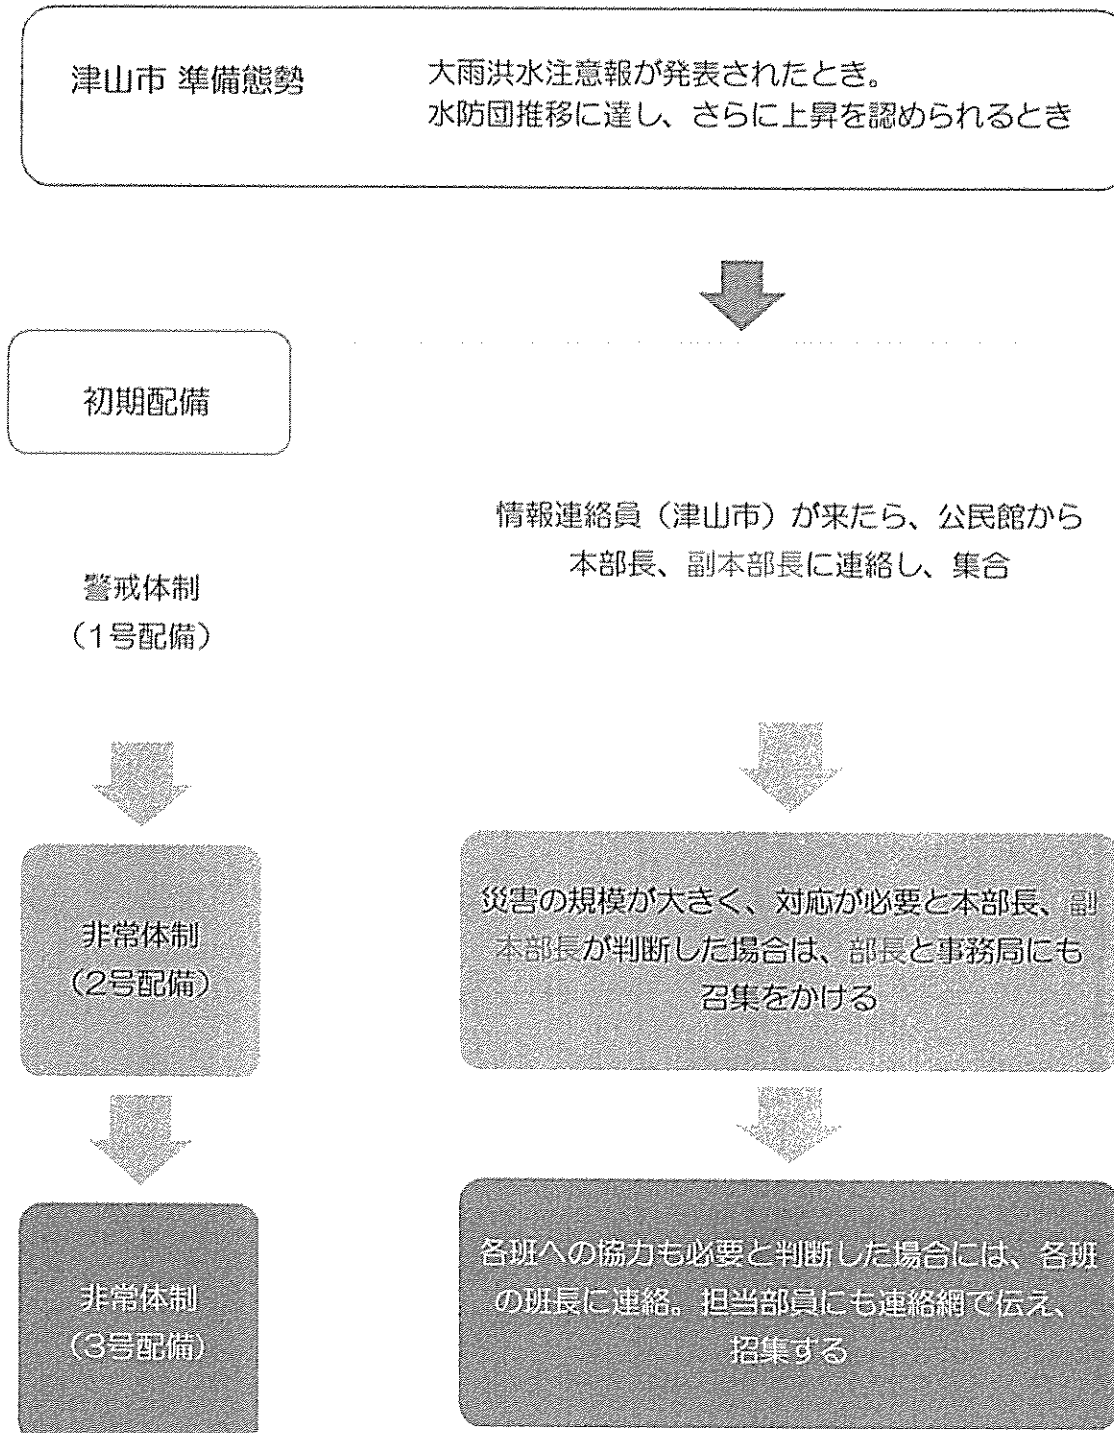 津山市 準備態勢
大雨洪水注意報が発表されたとき。
水防団推移に達し、さらに上昇を認められるとき
初期配備
情報連絡員（津山市）が来たら、公民館から
本部長、副本部長に連絡し、集合
警戒体制
（1号配備）
非常体制
（2号配備）
災害の規模が大きく、対応が必要と本部長、副
本部長が判断した場合は、部長と事務局にも
召集をかける
非常体制
（3号配備）
各班への協力も必要と判断した場合には、各班
の班長に連絡。担当部員にも連絡網で伝え、
招集する